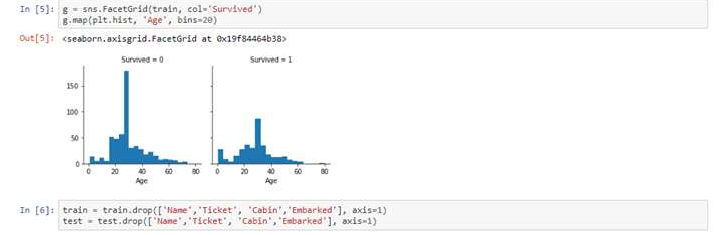 In [5]: g = sns.FacetGrid(train, col='Survived')
g.map(plt.hist, 'Age', bins=20)
Out[5]: <seaborn.axisgrid.FacetGrid at 0x19f84464b38>
Survived = 0 Survived = 1
150
100
50
0
0 20 40 60 80 0 20 40 60 80
Age Age
In [6]: train = train.drop(['Name','Ticket', 'Cabin','Embarked'], axis=1)
test = test.drop(['Name','Ticket', 'Cabin','Embarked'], axis=1)